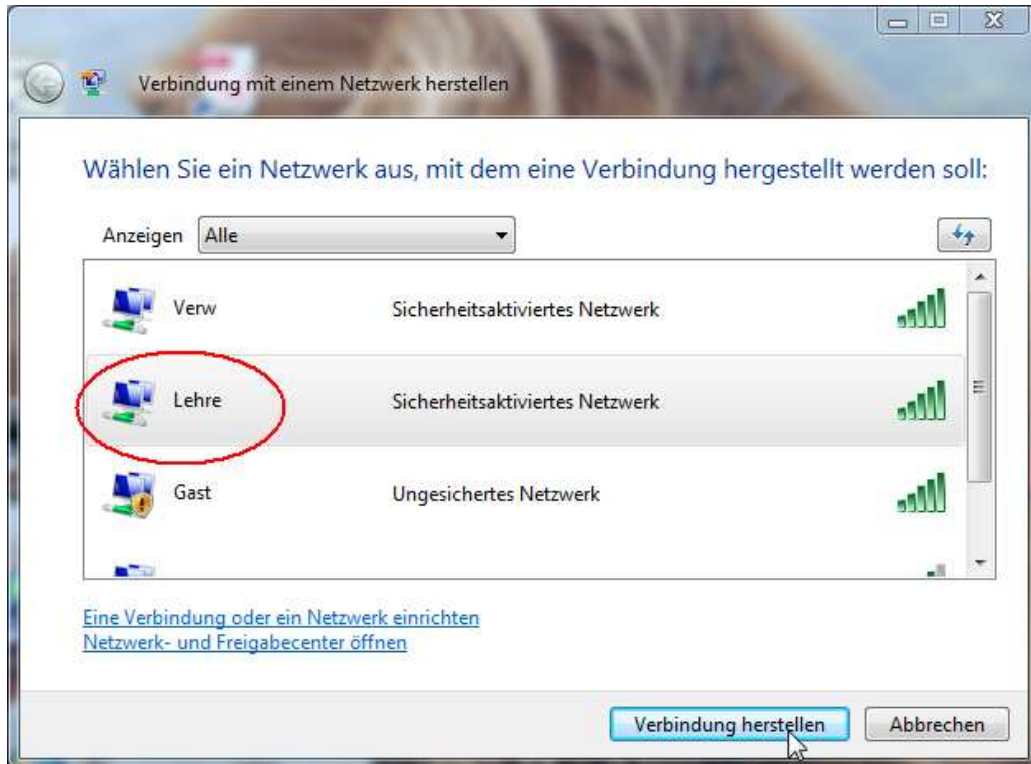 Verbindung mit einem Netzwerk herstellen
Wählen Sie ein Netzwerk aus, mit dem eine Verbindung hergestellt werden soll:
Anzeigen Alle
Verw Sicherheitsaktiviertes Netzwerk
Lehre Sicherheitsaktiviertes Netzwerk
Gast Ungesichertes Netzwerk
Eine Verbindung oder ein Netzwerk einrichten
Netzwerk- und Freigabecenter öffnen
Verbindung herstellen Abbrechen